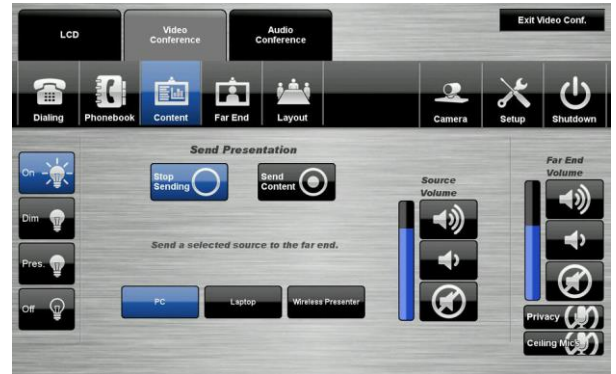 LCD
Video
Conference
Audio
Conference
Exit Video Conf.
Dialing
Phonebook
Content
Far End
Layout
Camera
Setup
Shutdown
Send Presentation
On
Stop
Sending
Send
Content
Source
Volume
Far End
Volume
Dim
Send a selected source to the far end.
Pres.
PC
Laptop
Wireless Presenter
Off
Privacy
Ceiling Mics